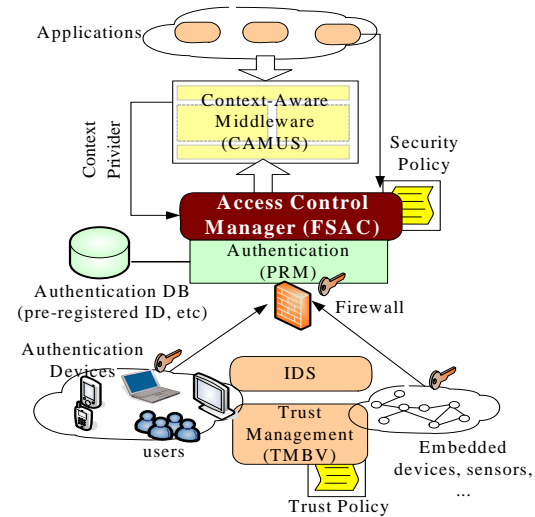 Applications
Context-Aware
Middleware
(CAMUS)
Context
Privider
Security
Policy
Access Control
Manager (FSAC)
Authentication
(PRM)
Authentication DB
(pre-registered ID, etc)
Firewall
Authentication
Devices
IDS
users
Trust
Management
(TMBV)
Embedded
devices, sensors,
...
Trust Policy